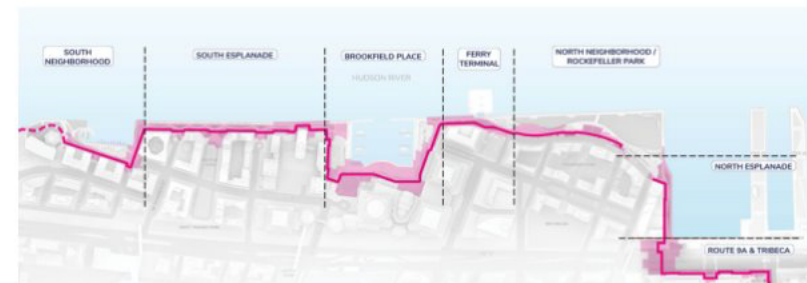 SOUTH
NEIGHBORHOOD
SOUTH ESPLANADE
BROOKFIELD PLACE
HUDSON RIVER
FERRY
TERMINAL
NORTH NEIGHBORHOOD /
ROCKEFELLER PARK
NORTH ESPLANADE
ROUTE 9A & TRIBECA